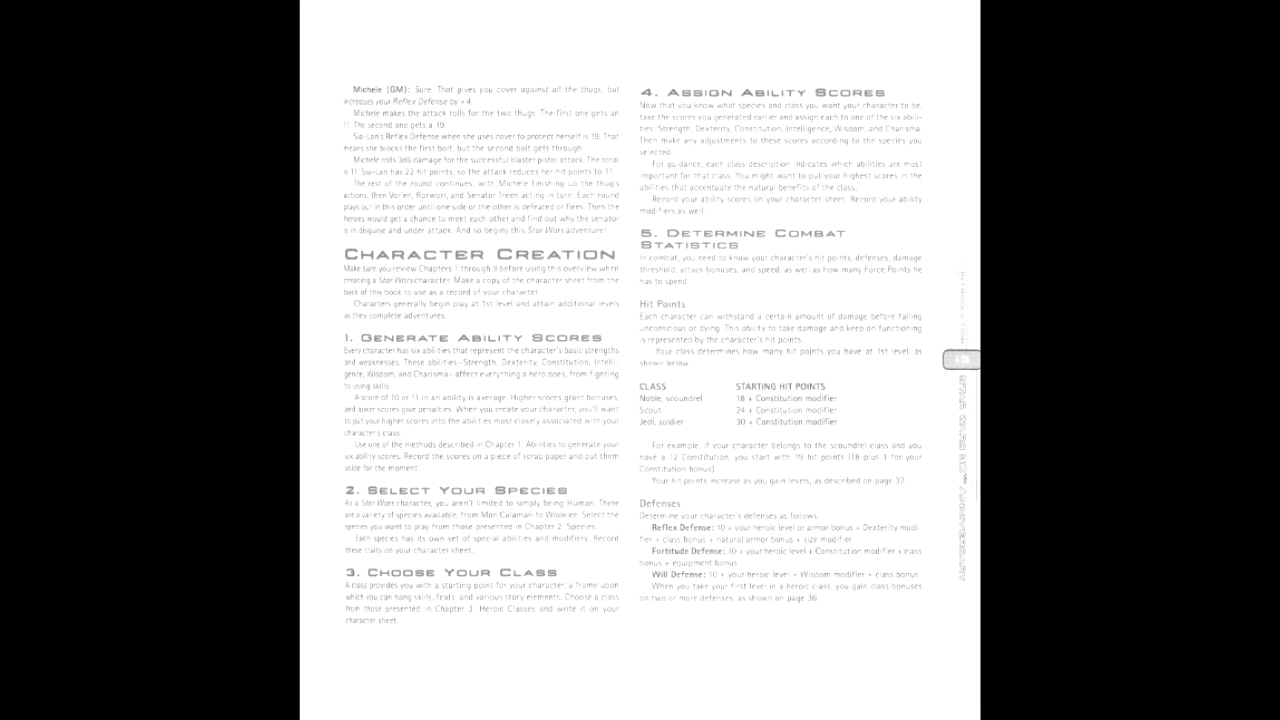 Michele (GM): Sure. That gives you cover against all the thugs, but
increases your Reflex Defense by +4.
Michele makes the attack rolls for the two thugs. The first one gets an
11. The second one gets a 19.
Sia-Lan's Reflex Defense when she uses cover to protect herself is 19. That
means she blocks the first bolt, but the second bolt gets through.
Michele rolls 3d6 damage for the successful blaster pistol attack. The total
is 11. Sia-Lan has 22 hit points, so the attack reduces her hit points to 11.
The rest of the round continues, with Michele finishing up the thug's
actions, then Vor'en, Rorworr, and Senator Treen acting in turn. Each round
plays out in this order until one side or the other is defeated or flees. Then the
heroes would get a chance to meet each other and find out why the senator
is in disguise and under attack. And so begins this Star Wars adventure!
CHARACTER CREATION
Make sure you review Chapters 1 through 9 before using this overview when
creating a Star Wars character. Make a copy of the character sheet from the
back of this book to use as a record of your character.
Characters generally begin play at 1st level and attain additional levels
as they complete adventures.
1. GENERATE ABILITY SCORES
Every character has six abilities that represent the character's basic strengths
and weaknesses. These abilities—Strength, Dexterity, Constitution, Intelli-
gence, Wisdom, and Charisma—affect everything a hero does, from fighting
to using skills.
A score of 10 or 11 in an ability is average. Higher scores grant bonuses,
and lower scores give penalties. When you create your character, you'll want
to put your higher scores into the abilities most closely associated with your
character's class.
Use one of the methods described in Chapter 1: Abilities to generate your
six ability scores. Record the scores on a piece of scrap paper and put them
aside for the moment.
2. SELECT YOUR SPECIES
As a Star Wars character, you aren't limited to simply being Human. There
are a variety of species available, from Mon Calamari to Wookiee. Select the
species you want to play from those presented in Chapter 2: Species.
Each species has its own set of special abilities and modifiers. Record
these traits on your character sheet.
3. CHOOSE YOUR CLASS
A class provides you with a starting point for your character, a frame upon
which you can hang skills, feats, and various story elements. Choose a class
from those presented in Chapter 3: Heroic Classes and write it on your
character sheet.
4. ASSIGN ABILITY SCORES
Now that you know what species and class you want your character to be,
take the scores you generated earlier and assign each to one of the six abili-
ties: Strength, Dexterity, Constitution, Intelligence, Wisdom, and Charisma.
Then make any adjustments to these scores according to the species you
selected.
For guidance, each class description indicates which abilities are most
important for that class. You might want to put your highest scores in the
abilities that accentuate the natural benefits of the class.
Record your ability scores on your character sheet. Record your ability
modifiers as well.
5. DETERMINE COMBAT
STATISTICS
In combat, you need to know your character's hit points, defenses, damage
threshold, attack bonuses, and speed, as well as how many Force Points he
has to spend.
Hit Points
Each character can withstand a certain amount of damage before falling
unconscious or dying. This ability to take damage and keep on functioning
is represented by the character's hit points.
Your class determines how many hit points you have at 1st level, as
shown below:
CLASS STARTING HIT POINTS
Noble, scoundrel 18 + Constitution modifier
Scout 24 + Constitution modifier
Jedi, soldier 30 + Constitution modifier
For example, if your character belongs to the scoundrel class and you
have a 12 Constitution, you start with 19 hit points (18 plus 1 for your
Constitution bonus).
Your hit points increase as you gain levels, as described on page 37.
Defenses
Determine your character's defenses as follows:
Reflex Defense: 10 + your heroic level or armor bonus + Dexterity modi-
fier + class bonus + natural armor bonus + size modifier
Fortitude Defense: 10 + your heroic level + Constitution modifier + class
bonus + equipment bonus
Will Defense: 10 + your heroic level + Wisdom modifier + class bonus
When you take your first level in a heroic class, you gain class bonuses
on two or more defenses, as shown on page 36.
13